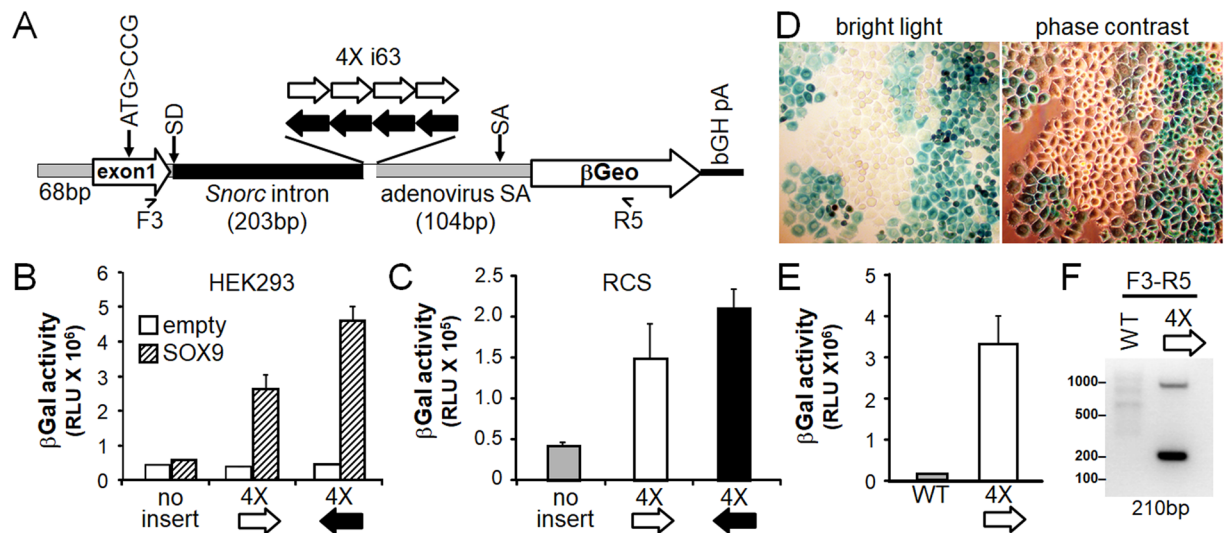 A
ATG>CCG
SD
4X i63
SA
bGH pA
exon1
βGeo
68bp
F3
Snorc intron
(203bp)
adenovirus SA
(104bp)
R5
D
bright light
phase contrast
B
HEK293
empty
SOX9
βGal activity
(RLU X 10⁶)
6
5
4
3
2
1
0
no
insert
4X
4X
C
RCS
βGal activity
(RLU X 10⁵)
2.5
2.0
1.5
1.0
0.5
0
no
insert
4X
4X
E
βGal activity
(RLU X10⁶)
5
4
3
2
1
0
WT
4X
F
F3-R5
WT
4X
1000
500
200
100
210bp